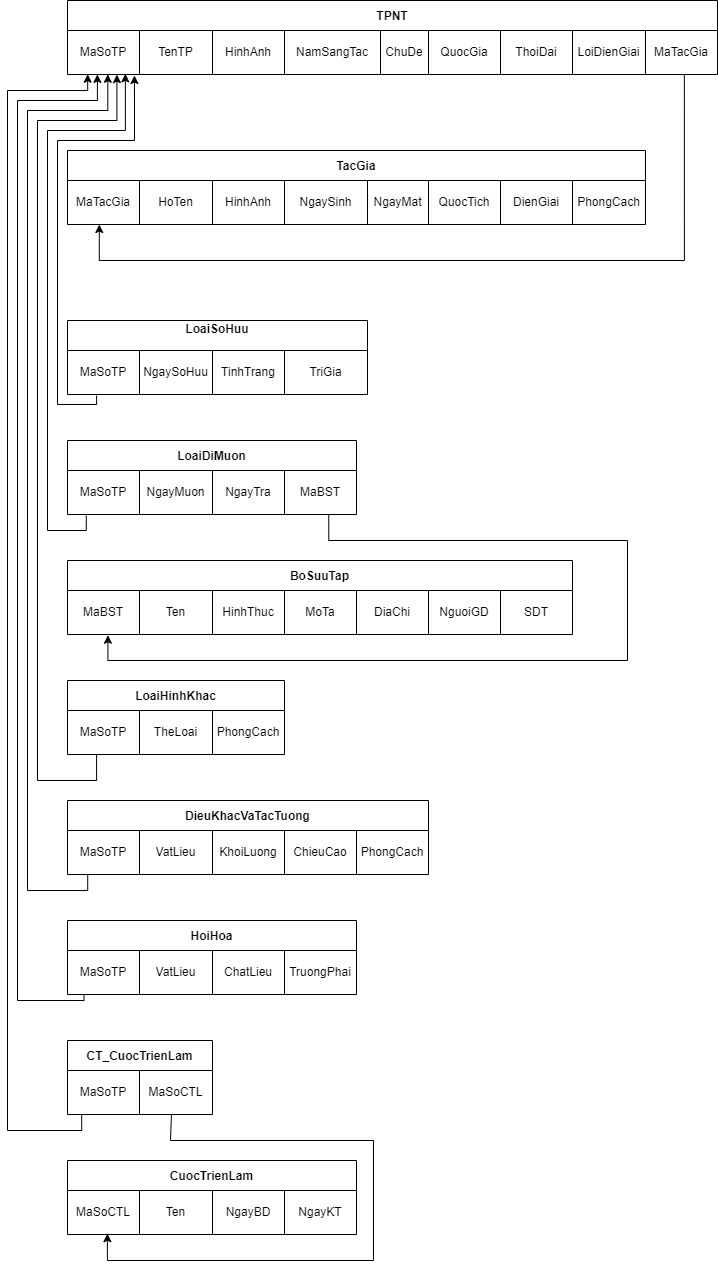 TPNT
MaSoTP TenTP HinhAnh NamSangTac ChuDe QuocGia ThoiDai LoiDienGiai MaTacGia
TacGia
MaTacGia HoTen HinhAnh NgaySinh NgayMat QuocTich DienGiai PhongCach
LoaiSoHuu
MaSoTP NgaySoHuu TinhTrang TriGia
LoaiDiMuon
MaSoTP NgayMuon NgayTra MaBST
BoSuuTap
MaBST Ten HinhThuc MoTa DiaChi NguoiGD SDT
LoaiHinhKhac
MaSoTP TheLoai PhongCach
DieuKhacVaTacTuong
MaSoTP VatLieu KhoiLuong ChieuCao PhongCach
HoiHoa
MaSoTP VatLieu ChatLieu TruongPhai
CT_CuocTrienLam
MaSoTP MaSoCTL
CuocTrienLam
MaSoCTL Ten NgayBD NgayKT